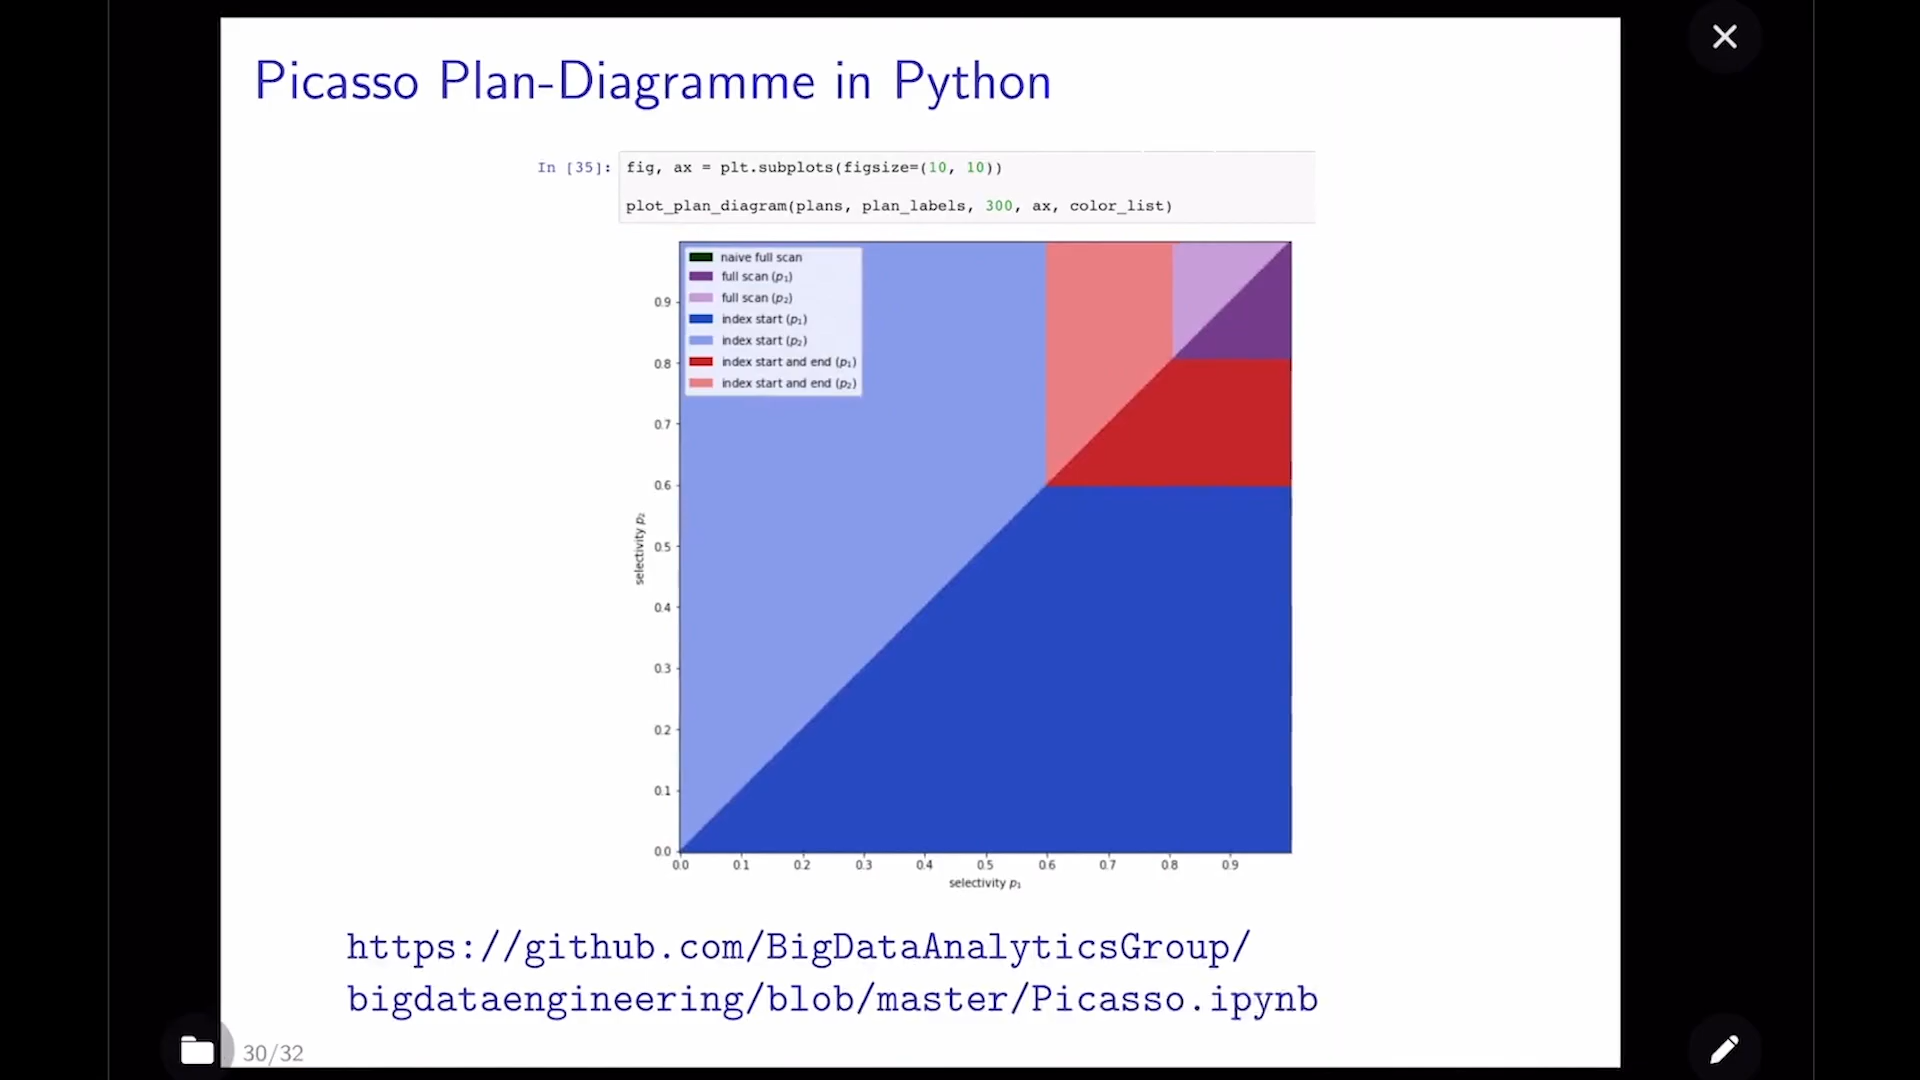 Picasso Plan-Diagramme in Python
In [35]: fig, ax = plt.subplots(figsize=(10, 10))
plot_plan_diagram(plans, plan_labels, 300, ax, color_list)
naive full scan
full scan (p₁)
full scan (p₂)
index start (p₁)
index start (p₂)
index start and end (p₁)
index start and end (p₂)
0.9
0.8
0.7
0.6
0.5
0.4
0.3
0.2
0.1
0.0
selectivity p₂
0.0 0.1 0.2 0.3 0.4 0.5 0.6 0.7 0.8 0.9
selectivity p₁
https://github.com/BigDataAnalyticsGroup/
bigdataengineering/blob/master/Picasso.ipynb
30/32